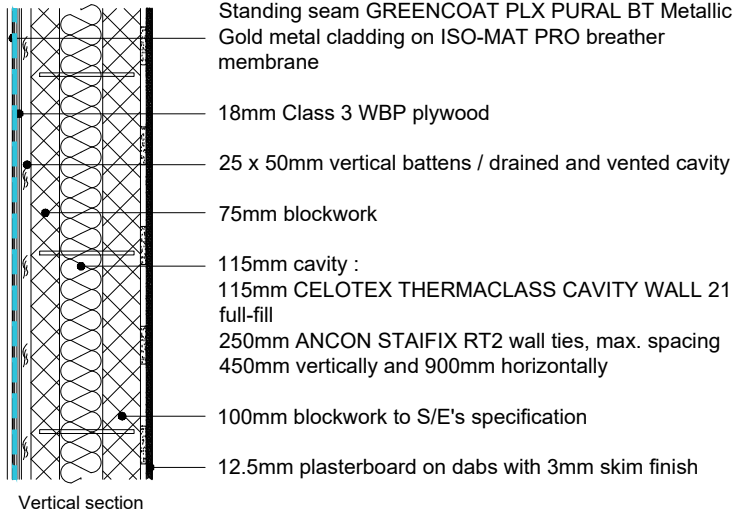 Standing seam GREENCOAT PLX PURAL BT Metallic
Gold metal cladding on ISO-MAT PRO breather
membrane
18mm Class 3 WBP plywood
25 x 50mm vertical battens / drained and vented cavity
75mm blockwork
115mm cavity :
115mm CELOTEX THERMACLASS CAVITY WALL 21
full-fill
250mm ANCON STAIFIX RT2 wall ties, max. spacing
450mm vertically and 900mm horizontally
100mm blockwork to S/E's specification
12.5mm plasterboard on dabs with 3mm skim finish
Vertical section